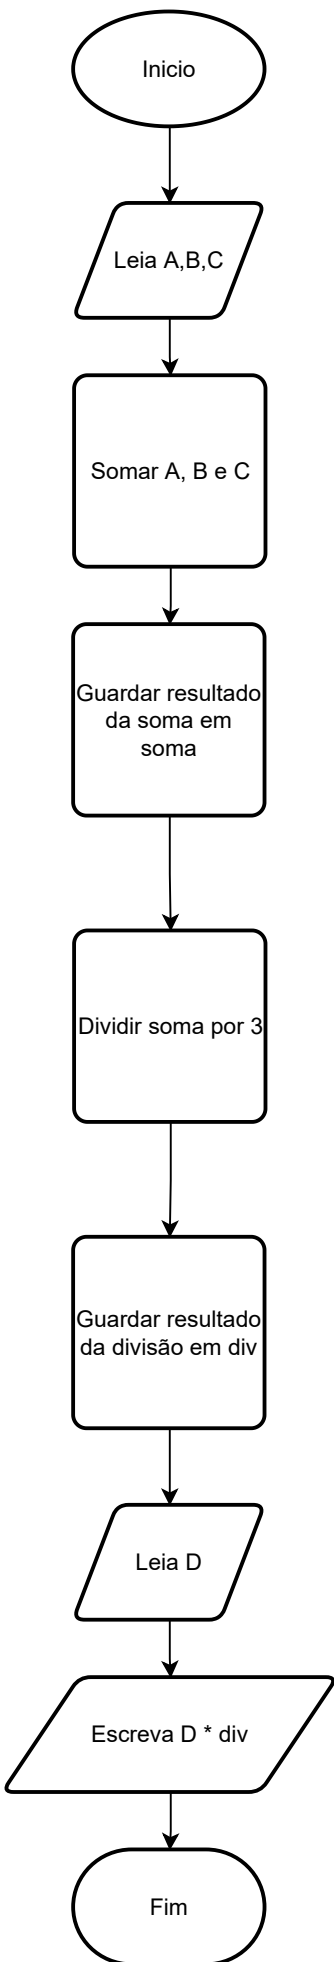 Inicio
Leia A,B,C
Somar A, B e C
Guardar resultado
da soma em
soma
Dividir soma por 3
Guardar resultado
da divisão em div
Leia D
Escreva D * div
Fim